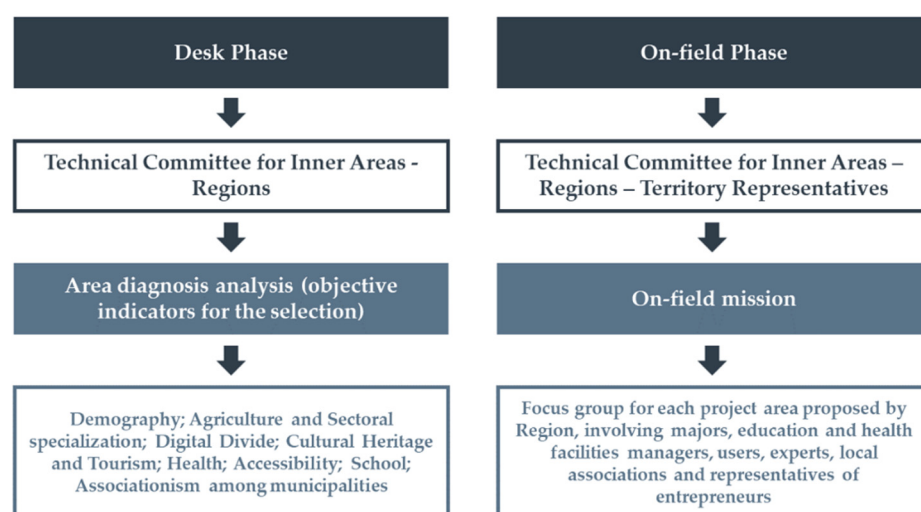 Desk Phase
Technical Committee for Inner Areas -
Regions
Area diagnosis analysis (objective
indicators for the selection)
Demography; Agriculture and Sectoral
specialization; Digital Divide; Cultural Heritage
and Tourism; Health; Accessibility; School;
Associationism among municipalities
On-field Phase
Technical Committee for Inner Areas –
Regions – Territory Representatives
On-field mission
Focus group for each project area proposed by
Region, involving majors, education and health
facilities managers, users, experts, local
associations and representatives of
entrepreneurs